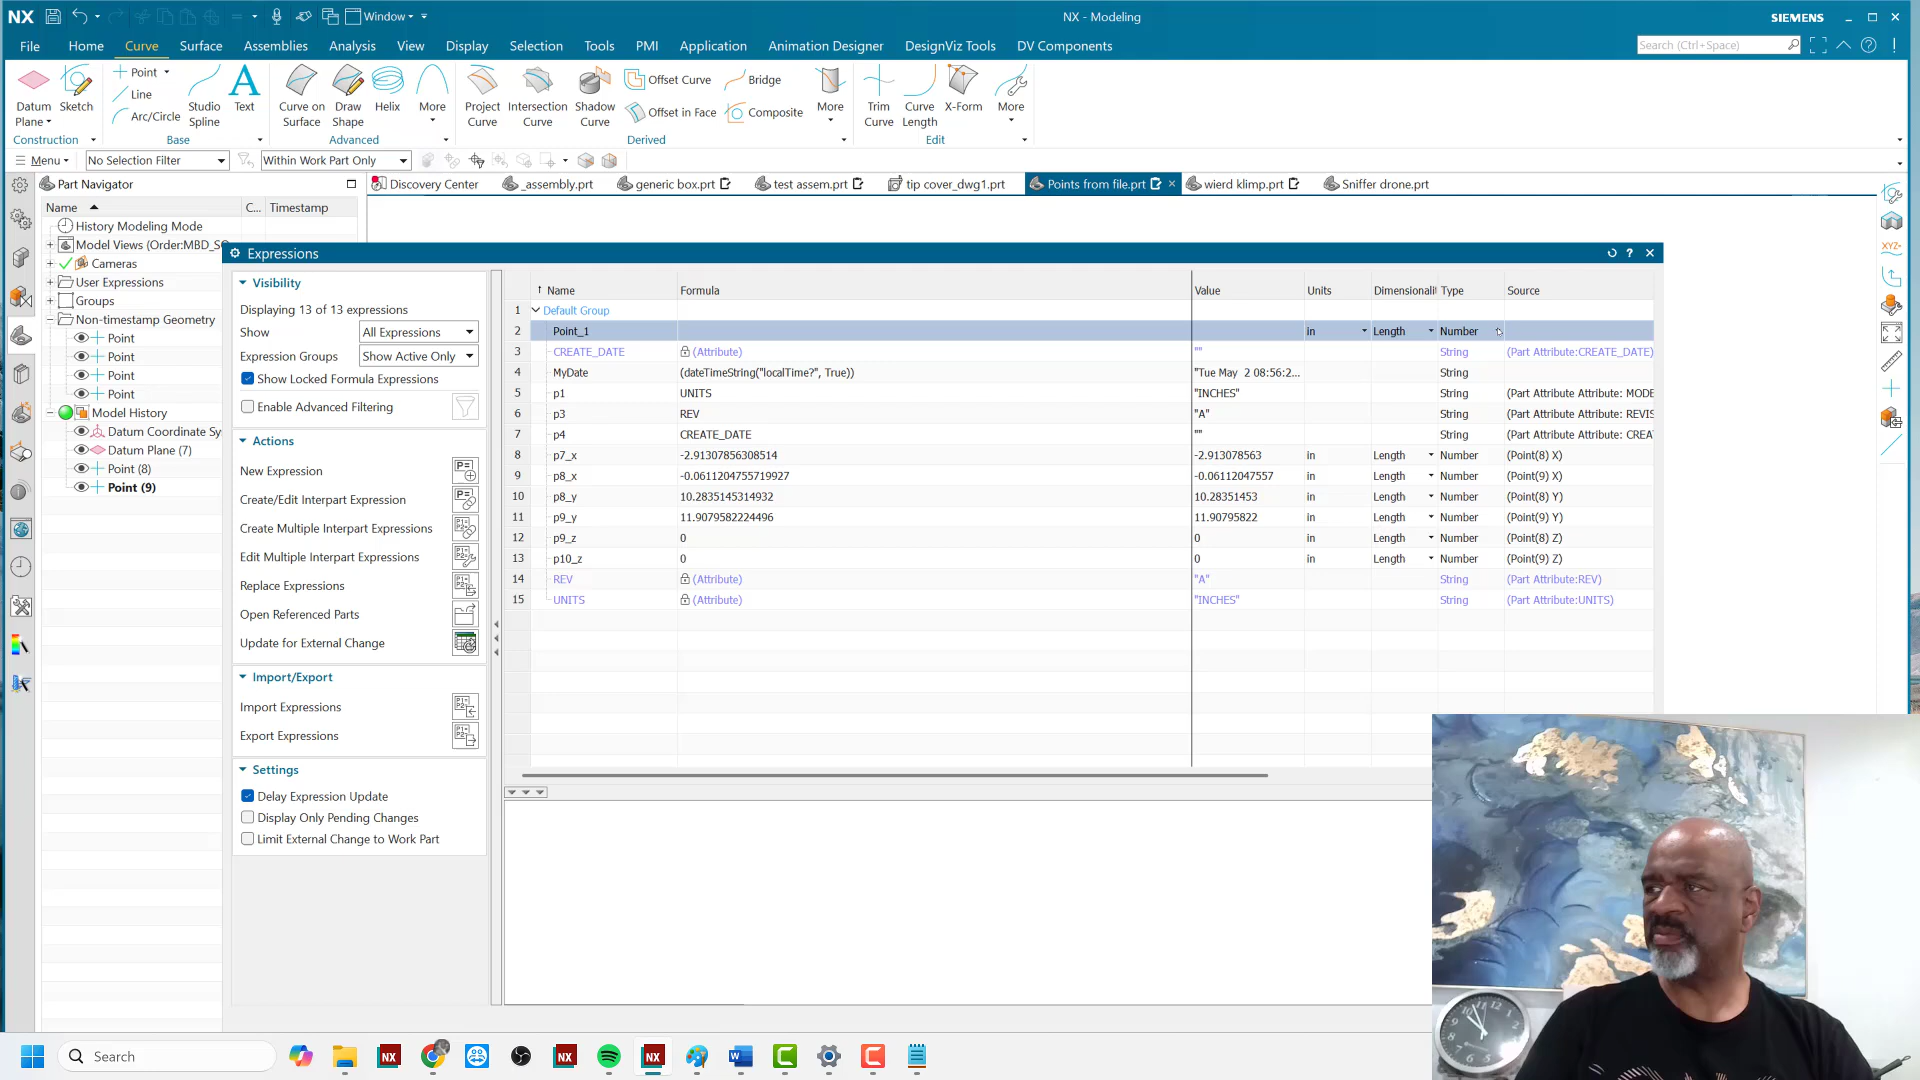 NX Window NX - Modeling SIEMENS
File Home Curve Surface Assemblies Analysis View Display Selection Tools PMI Application Animation Designer DesignViz Tools DV Components Search (Ctrl+Space)
Datum Plane Sketch Point Line Arc/Circle Studio Spline Text Curve on Surface Draw Shape Helix More Project Curve Intersection Curve Shadow Curve Offset Curve Offset in Face Bridge Composite More Trim Curve Curve Length X-Form More
Construction Base Advanced Derived Edit
Menu No Selection Filter Within Work Part Only
Part Navigator Discovery Center _assembly.prt generic box.prt test assem.prt tip cover_dwg1.prt Points from file.prt wierd klimp.prt Sniffer drone.prt
Name C... Timestamp
History Modeling Mode
Model Views (Order:MBD_S
Cameras
User Expressions
Groups
Non-timestamp Geometry
Point
Point
Point
Point
Model History
Datum Coordinate Sy
Datum Plane (7)
Point (8)
Point (9)
Expressions
Visibility
Displaying 13 of 13 expressions
Show All Expressions
Expression Groups Show Active Only
Show Locked Formula Expressions
Enable Advanced Filtering
Actions
New Expression
Create/Edit Interpart Expression
Create Multiple Interpart Expressions
Edit Multiple Interpart Expressions
Replace Expressions
Open Referenced Parts
Update for External Change
Import/Export
Import Expressions
Export Expressions
Settings
Delay Expression Update
Display Only Pending Changes
Limit External Change to Work Part
Name Formula Value Units Dimensionali Type Source
1 Default Group
2 Point_1 in Length Number
3 CREATE_DATE (Attribute) "" String (Part Attribute:CREATE_DATE)
4 MyDate (dateTimeString("localTime?", True)) "Tue May 2 08:56:2... String
5 p1 UNITS "INCHES" String (Part Attribute Attribute: MODE
6 p3 REV "A" String (Part Attribute Attribute: REVIS
7 p4 CREATE_DATE "" String (Part Attribute Attribute: CREA
8 p7_x -2.91307856308514 -2.913078563 in Length Number (Point(8) X)
9 p8_x -0.0611204755719927 -0.06112047557 in Length Number (Point(9) X)
10 p8_y 10.2835145314932 10.28351453 in Length Number (Point(8) Y)
11 p9_y 11.9079582224496 11.90795822 in Length Number (Point(9) Y)
12 p9_z 0 0 in Length Number (Point(8) Z)
13 p10_z 0 0 in Length Number (Point(9) Z)
14 REV (Attribute) "A" String (Part Attribute:REV)
15 UNITS (Attribute) "INCHES" String (Part Attribute:UNITS)
Search